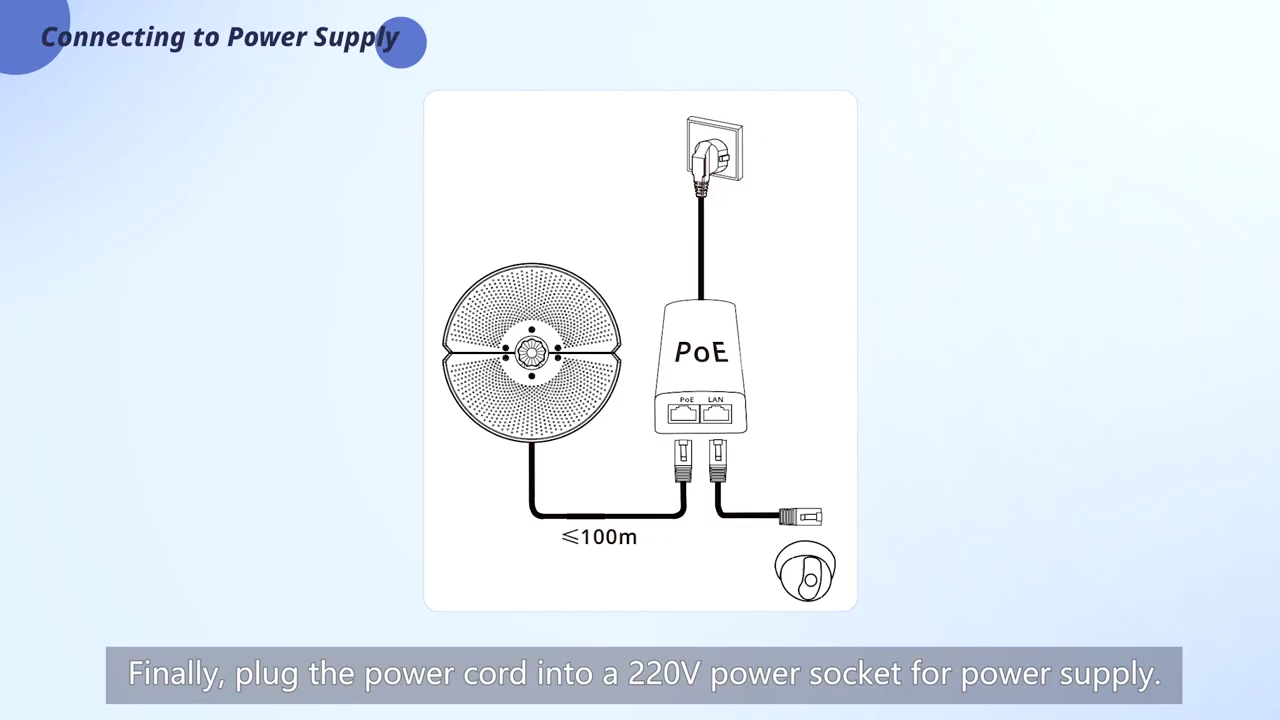 Connecting to Power Supply
PoE
PoE LAN
≤100m
Finally, plug the power cord into a 220V power socket for power supply.